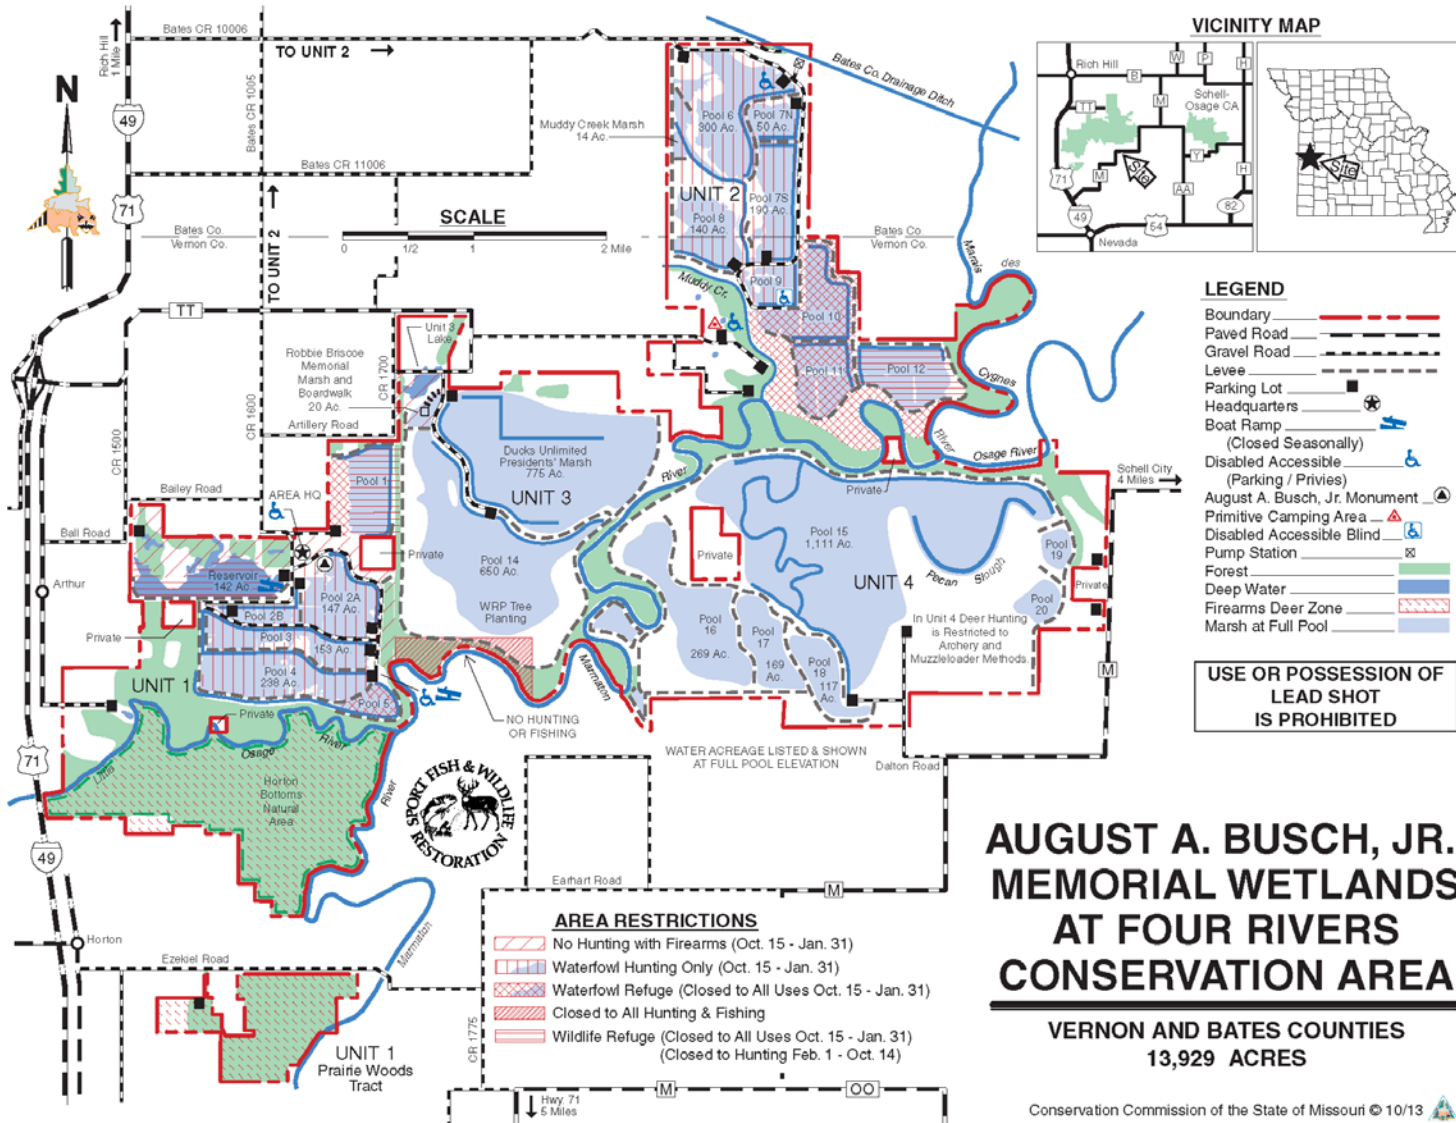 Bates CR 10006
Rich Hill
1 Mile
TO UNIT 2
N
49
Bates CR 1005
Bates CR 11006
71
Bates Co.
Vernon Co.
TO UNIT 2
SCALE
0 1/2 1 2 Mile
Muddy Creek Marsh
14 Ac.
Pool 6
300 Ac.
Pool 7N
50 Ac.
UNIT 2
Pool 7S
190 Ac.
Pool 8
140 Ac.
Pool 9
Muddy Cr.
Bates Co. Drainage Ditch
Bates Co.
Vernon Co.
Marais
des
Cygnes
River
Osage River
Pool 10
Pool 11
Pool 12
VICINITY MAP
Rich Hill
B
W
P
H
TT
M
Schell-
Osage CA
Y
71
M
Site
AA
H
49
54
82
Nevada
Site
LEGEND
Boundary
Paved Road
Gravel Road
Levee
Parking Lot
Headquarters
Boat Ramp
(Closed Seasonally)
Disabled Accessible
(Parking / Privies)
August A. Busch, Jr. Monument
Primitive Camping Area
Disabled Accessible Blind
Pump Station
Forest
Deep Water
Firearms Deer Zone
Marsh at Full Pool
USE OR POSSESSION OF
LEAD SHOT
IS PROHIBITED
TT
Unit 3
Lake
Robbie Briscoe
Memorial
Marsh and
Boardwalk
20 Ac.
CR 1700
CR 1600
Artillery Road
CR 1500
Bailey Road
Ball Road
Arthur
AREA HQ
Pool 1
Private
Reservoir
142 Ac.
Pool 2A
147 Ac.
Pool 2B
Pool 3
153 Ac.
Pool 4
238 Ac.
Pool 5
Private
UNIT 1
Private
Little
Osage
River
Horton
Bottoms
Natural
Area
River
71
49
Ducks Unlimited
Presidents' Marsh
775 Ac.
UNIT 3
Pool 14
650 Ac.
WRP Tree
Planting
River
Marmaton
NO HUNTING
OR FISHING
Private
Private
Pool 15
1,111 Ac.
UNIT 4
Pecan Slough
Pool
16
269 Ac.
Pool
17
169
Ac.
Pool
18
117
Ac.
Pool
19
Pool
20
Private
In Unit 4 Deer Hunting
is Restricted to
Archery and
Muzzleloader Methods
Schell City
4 Miles
M
WATER ACREAGE LISTED & SHOWN
AT FULL POOL ELEVATION
Dalton Road
SPORT FISH & WILDLIFE
RESTORATION
Earhart Road
M
Horton
Ezekiel Road
Marmaton
UNIT 1
Prairie Woods
Tract
CR 1775
AREA RESTRICTIONS
No Hunting with Firearms (Oct. 15 - Jan. 31)
Waterfowl Hunting Only (Oct. 15 - Jan. 31)
Waterfowl Refuge (Closed to All Uses Oct. 15 - Jan. 31)
Closed to All Hunting & Fishing
Wildlife Refuge (Closed to All Uses Oct. 15 - Jan. 31)
(Closed to Hunting Feb. 1 - Oct. 14)
Hwy. 71
5 Miles
M
OO
AUGUST A. BUSCH, JR.
MEMORIAL WETLANDS
AT FOUR RIVERS
CONSERVATION AREA
VERNON AND BATES COUNTIES
13,929 ACRES
Conservation Commission of the State of Missouri © 10/13